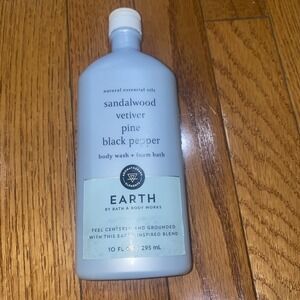 natural essential oils
sandalwood
vetiver
pine
black pepper
body wash + foam bath
EARTH
BY BATH & BODY WORKS
FEEL CENTERED AND GROUNDED
WITH THIS EARTH-INSPIRED BLEND
10 FL 295 mL